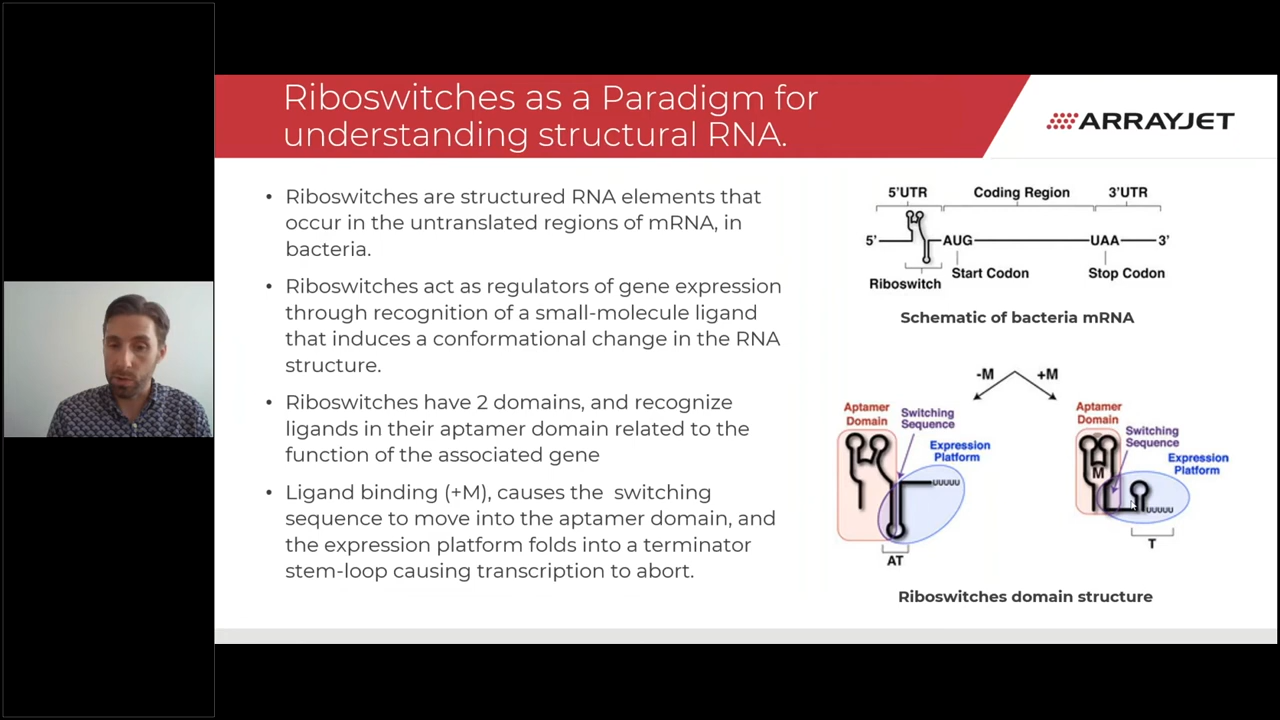 Riboswitches as a Paradigm for
understanding structural RNA.
ARRAYJET
• Riboswitches are structured RNA elements that
occur in the untranslated regions of mRNA, in
bacteria.
• Riboswitches act as regulators of gene expression
through recognition of a small-molecule ligand
that induces a conformational change in the RNA
structure.
• Riboswitches have 2 domains, and recognize
ligands in their aptamer domain related to the
function of the associated gene
• Ligand binding (+M), causes the switching
sequence to move into the aptamer domain, and
the expression platform folds into a terminator
stem-loop causing transcription to abort.
5'UTR Coding Region 3'UTR
5' AUG UAA 3'
Start Codon Stop Codon
Riboswitch
Schematic of bacteria mRNA
-M +M
Aptamer
Domain
Switching
Sequence
Expression
Platform
UUUUU
AT
Aptamer
Domain
Switching
Sequence
Expression
Platform
M
UUUUU
T
Riboswitches domain structure